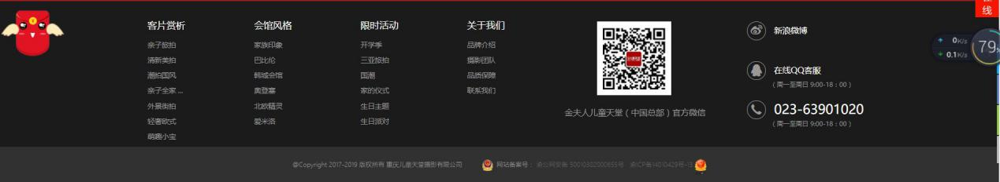 客片赏析
亲子旅拍
清新美拍
潮拍国风
亲子全家 ...
外景街拍
轻奢欧式
萌趣小宝
会馆风格
家族印象
巴比伦
韩城会馆
奥登塞
北欧精灵
爱米洛
限时活动
开学季
三亚旅拍
国潮
家的仪式
生日主题
生日派对
关于我们
品牌介绍
摄影团队
品质保障
联系我们
金夫人儿童天堂（中国总部）官方微信
新浪微博
在线QQ客服
（周一至周日 9:00-18：00）
023-63901020
（周一至周日 9:00-18：00）
线
0K/s
0.1K/s
79%
@Copyright 2017-2019 版权所有 重庆儿童天堂摄影有限公司
网站备案号： 渝公网安备 50010302000655号 渝ICP备14010429号-13